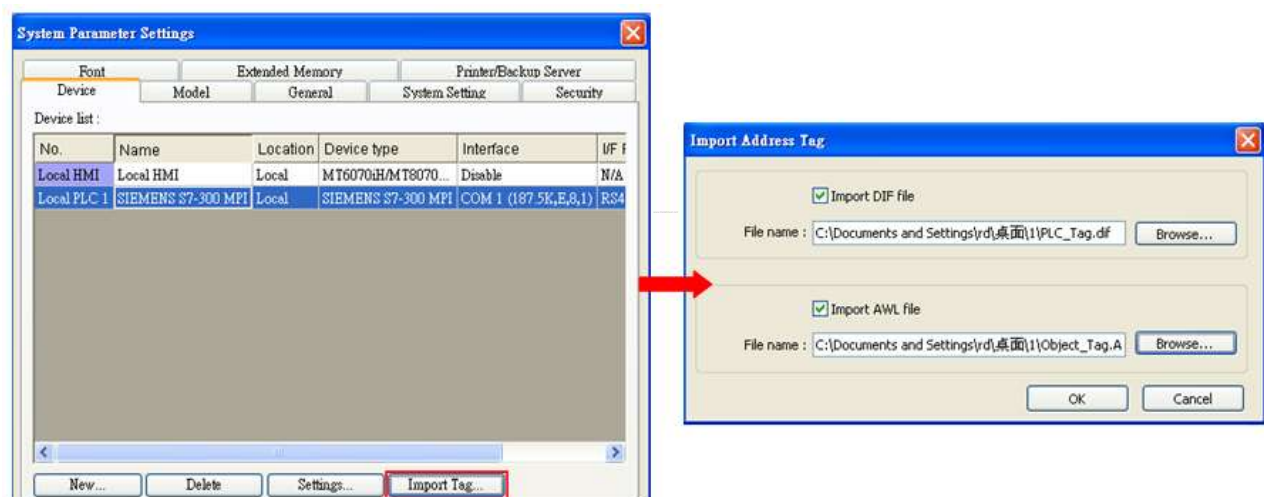 System Parameter Settings
Font Extended Memory Printer/Backup Server
Device Model General System Setting Security
Device list :
No. Name Location Device type Interface I/F
Local HMI Local HMI Local MT6070iH/MT8070... Disable N/A
Local PLC 1 SIEMENS S7-300 MPI Local SIEMENS S7-300 MPI COM 1 (187.5K,E,8,1) RS4
New... Delete Settings... Import Tag...
Import Address Tag
Import DIF file
File name : C:\Documents and Settings\rd\桌面\1\PLC_Tag.dif Browse...
Import AWL file
File name : C:\Documents and Settings\rd\桌面\1\Object_Tag.A Browse...
OK Cancel